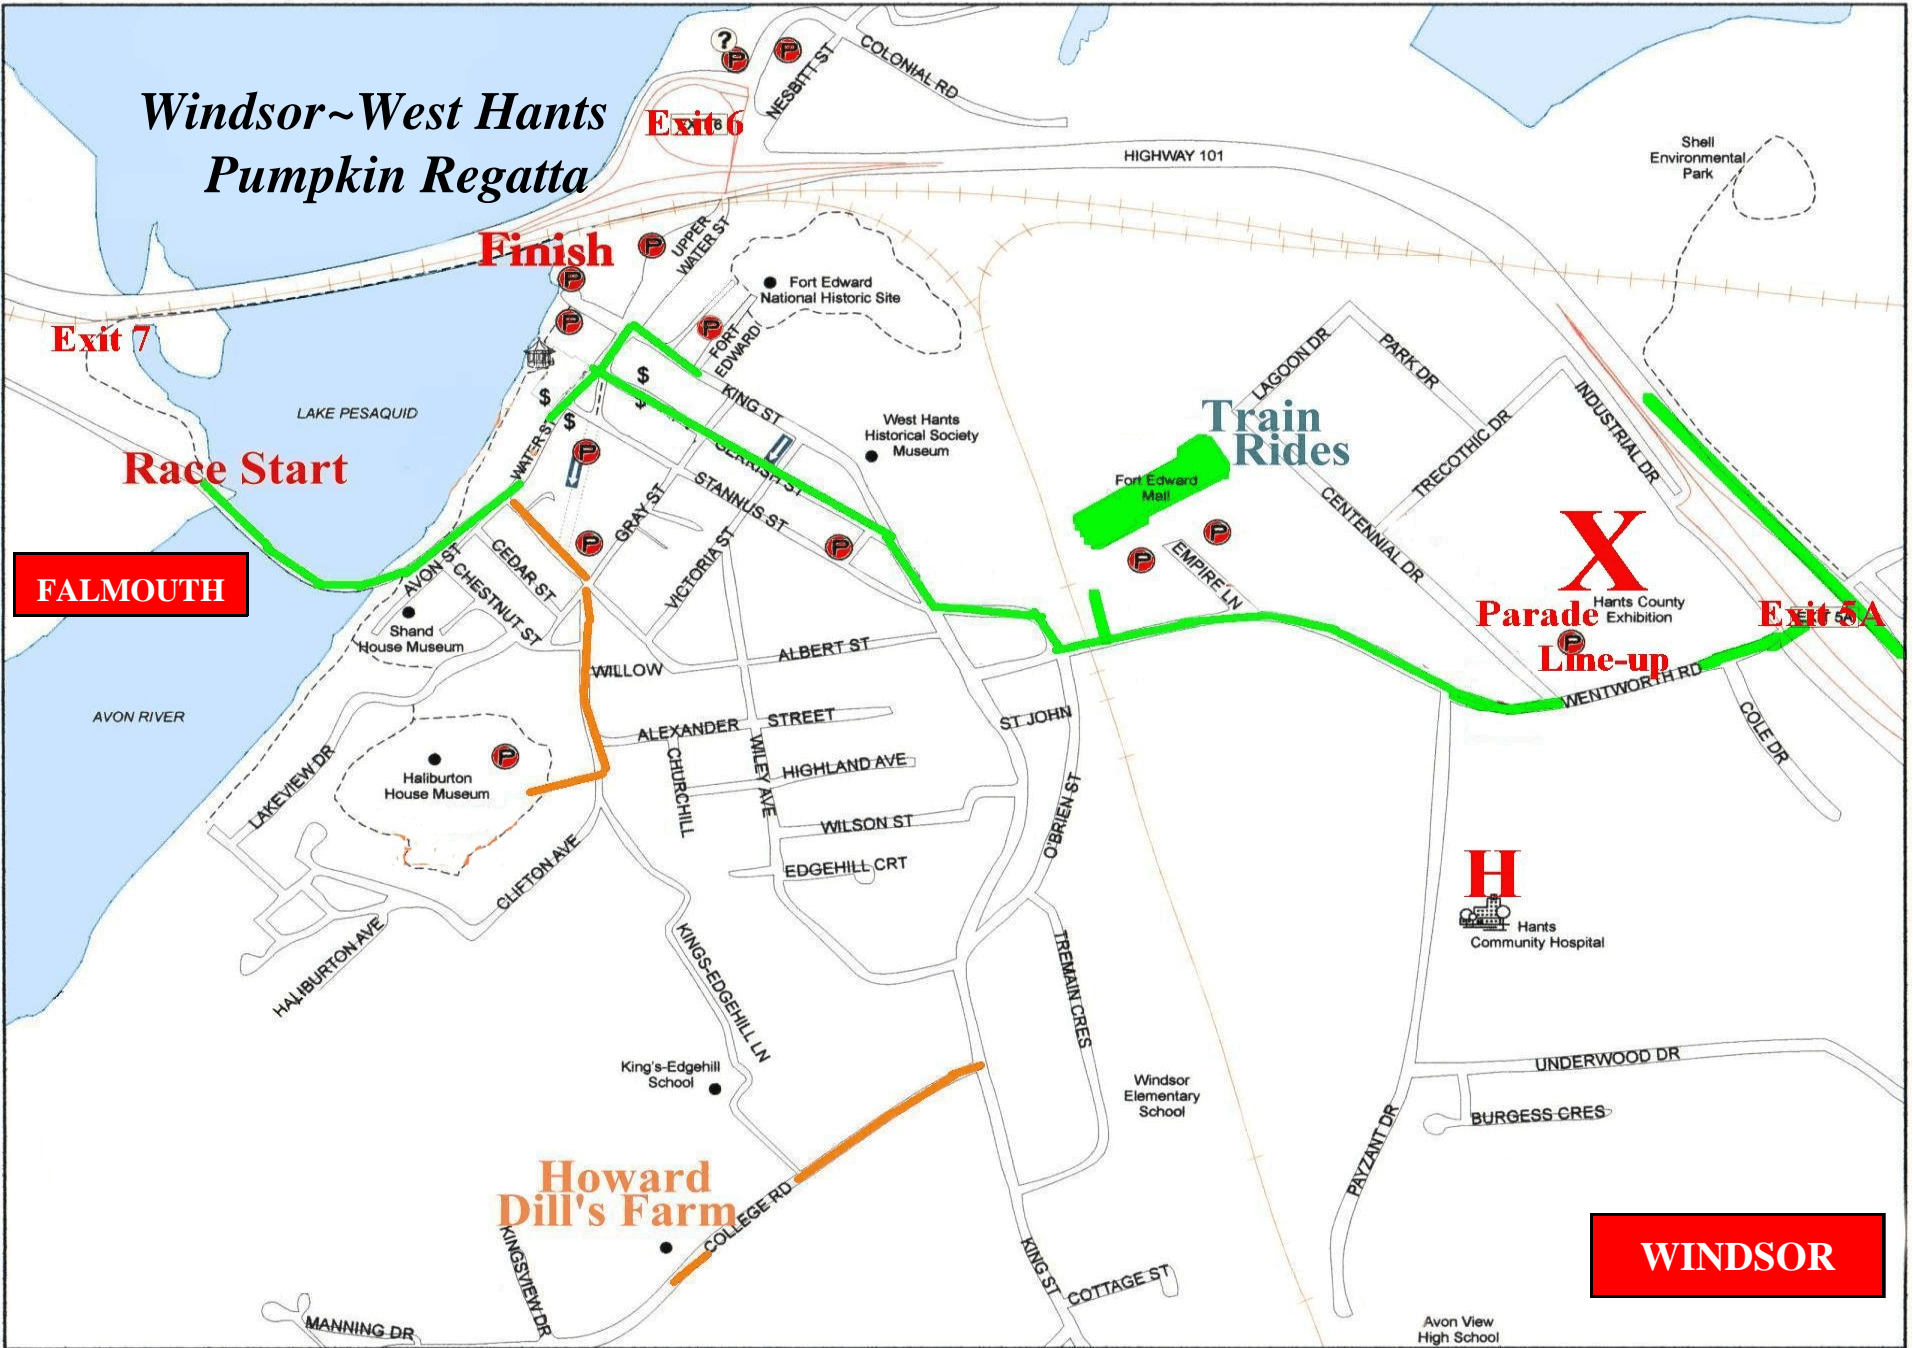 Windsor~West Hants
Pumpkin Regatta
?
P
P
NESBITT ST
COLONIAL RD
Exit 6
HIGHWAY 101
Shell
Environmental
Park
Finish
P
P
P
UPPER
WATER ST
Fort Edward
National Historic Site
Exit 7
P
FORT
EDWARD
LAGOON DR
PARK DR
$
$
$
$
KING ST
LAKE PESAQUID
West Hants
Historical Society
Museum
Train
Rides
INDUSTRIAL DR
TRECOTHIC DR
WATER ST
P
GERRISH ST
Race Start
Fort Edward
Mall
STANNUS ST
GRAY ST
CENTENNIAL DR
X
P
P
P
P
EMPIRE LN
FALMOUTH
AVON ST
CEDAR ST
CHESTNUT ST
VICTORIA ST
Parade
Hants County
Exhibition
Exit 5A
EXIT 5A
P
Line-up
Shand
House Museum
WILLOW
ALBERT ST
WENTWORTH RD
AVON RIVER
ALEXANDER
STREET
ST JOHN
COLE DR
LAKEVIEW DR
Haliburton
House Museum
P
CHURCHILL
WILEY AVE
HIGHLAND AVE
WILSON ST
O'BRIEN ST
EDGEHILL CRT
CLIFTON AVE
H
Hants
Community Hospital
HALIBURTON AVE
KINGS-EDGEHILL LN
TREMAIN CRES
King's-Edgehill
School
Windsor
Elementary
School
UNDERWOOD DR
BURGESS CRES
PAYZANT DR
Howard
Dill's Farm
COLLEGE RD
KINGSVIEW DR
KING ST
COTTAGE ST
WINDSOR
MANNING DR
Avon View
High School